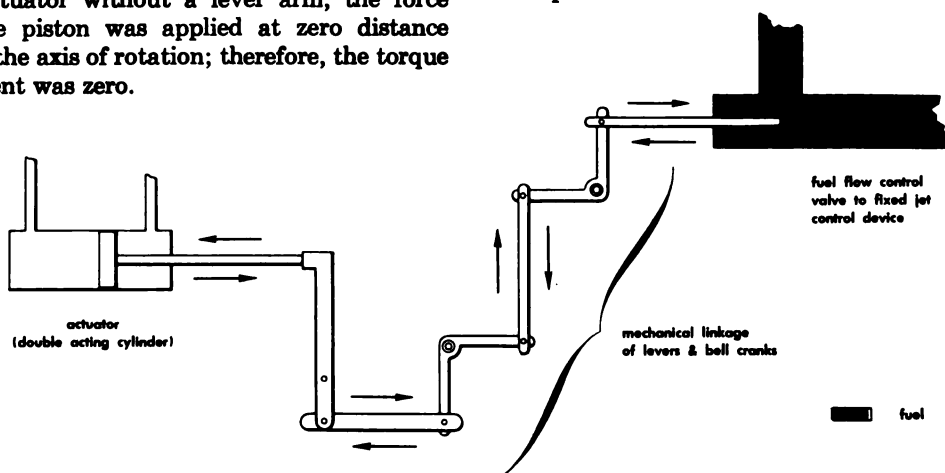 tuator without a lever arm, the force
e piston was applied at zero distance
the axis of rotation; therefore, the torque
ent was zero.
fuel flow control
valve to fixed jet
control device
actuator
(double acting cylinder)
mechanical linkage
of levers & bell cranks
fuel